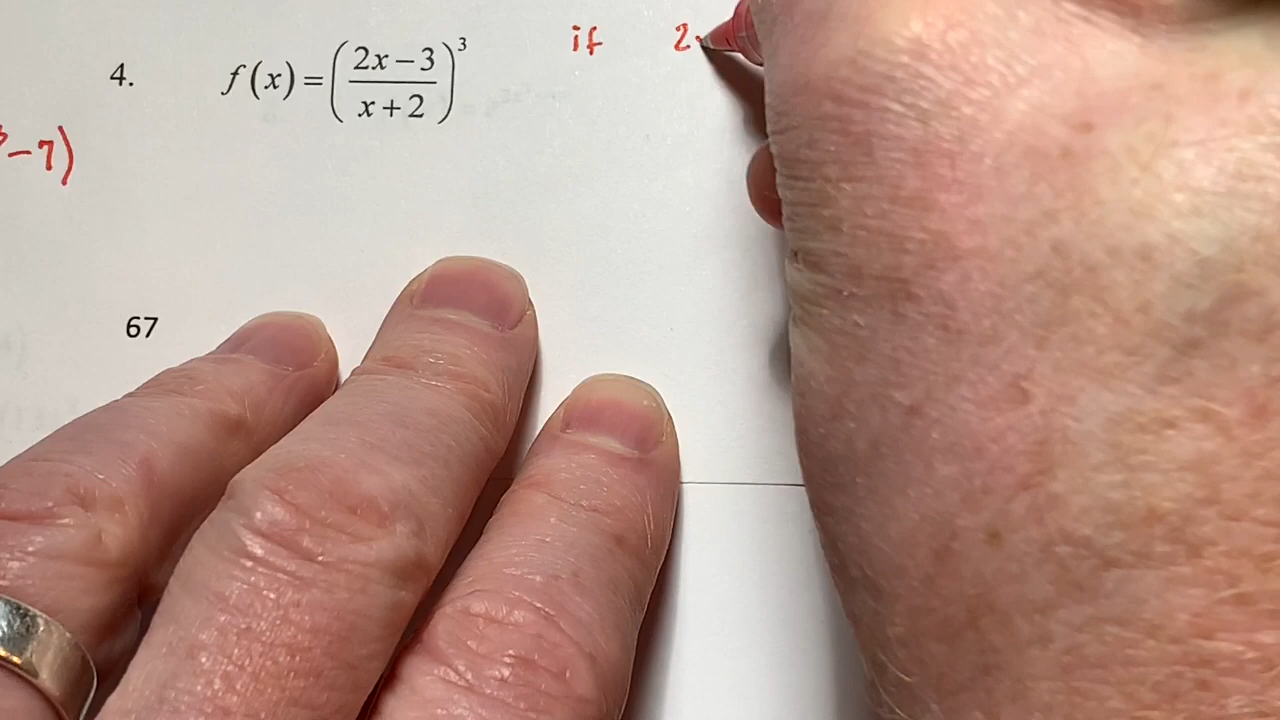 if 2
4. f(x) = ( (2x-3)/(x+2) )^3
-7)
67